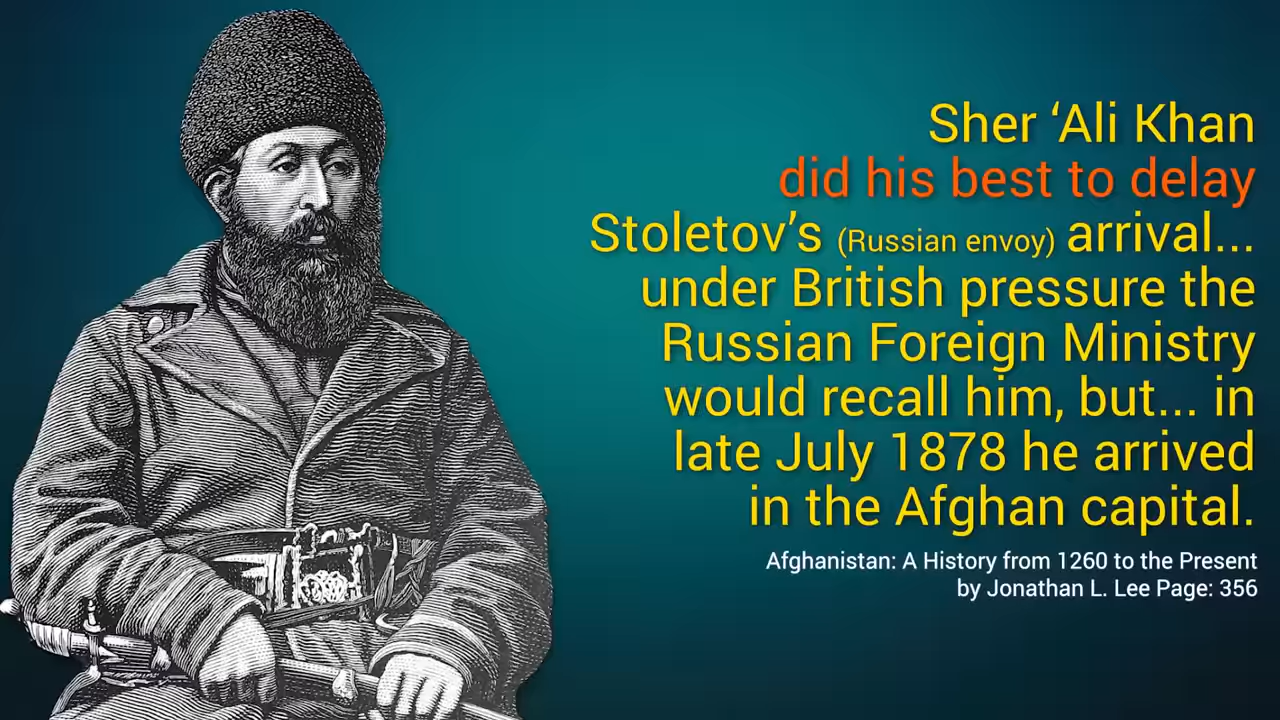 Sher ‘Ali Khan
did his best to delay
Stoletov’s (Russian envoy) arrival...
under British pressure the
Russian Foreign Ministry
would recall him, but... in
late July 1878 he arrived
in the Afghan capital.
Afghanistan: A History from 1260 to the Present
by Jonathan L. Lee Page: 356